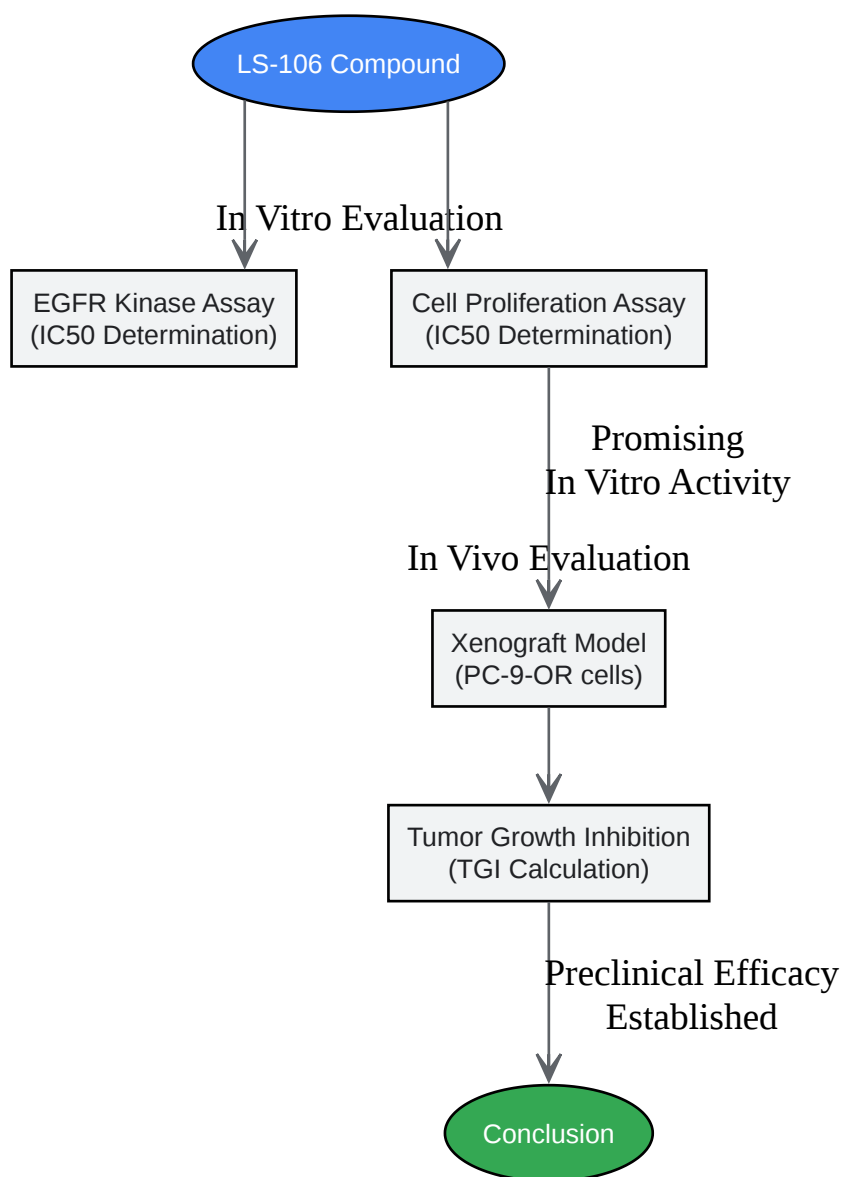 LS-106 Compound
In Vitro Evaluation
EGFR Kinase Assay
(IC50 Determination)
Cell Proliferation Assay
(IC50 Determination)
Promising
In Vitro Activity
In Vivo Evaluation
Xenograft Model
(PC-9-OR cells)
Tumor Growth Inhibition
(TGI Calculation)
Preclinical Efficacy
Established
Conclusion